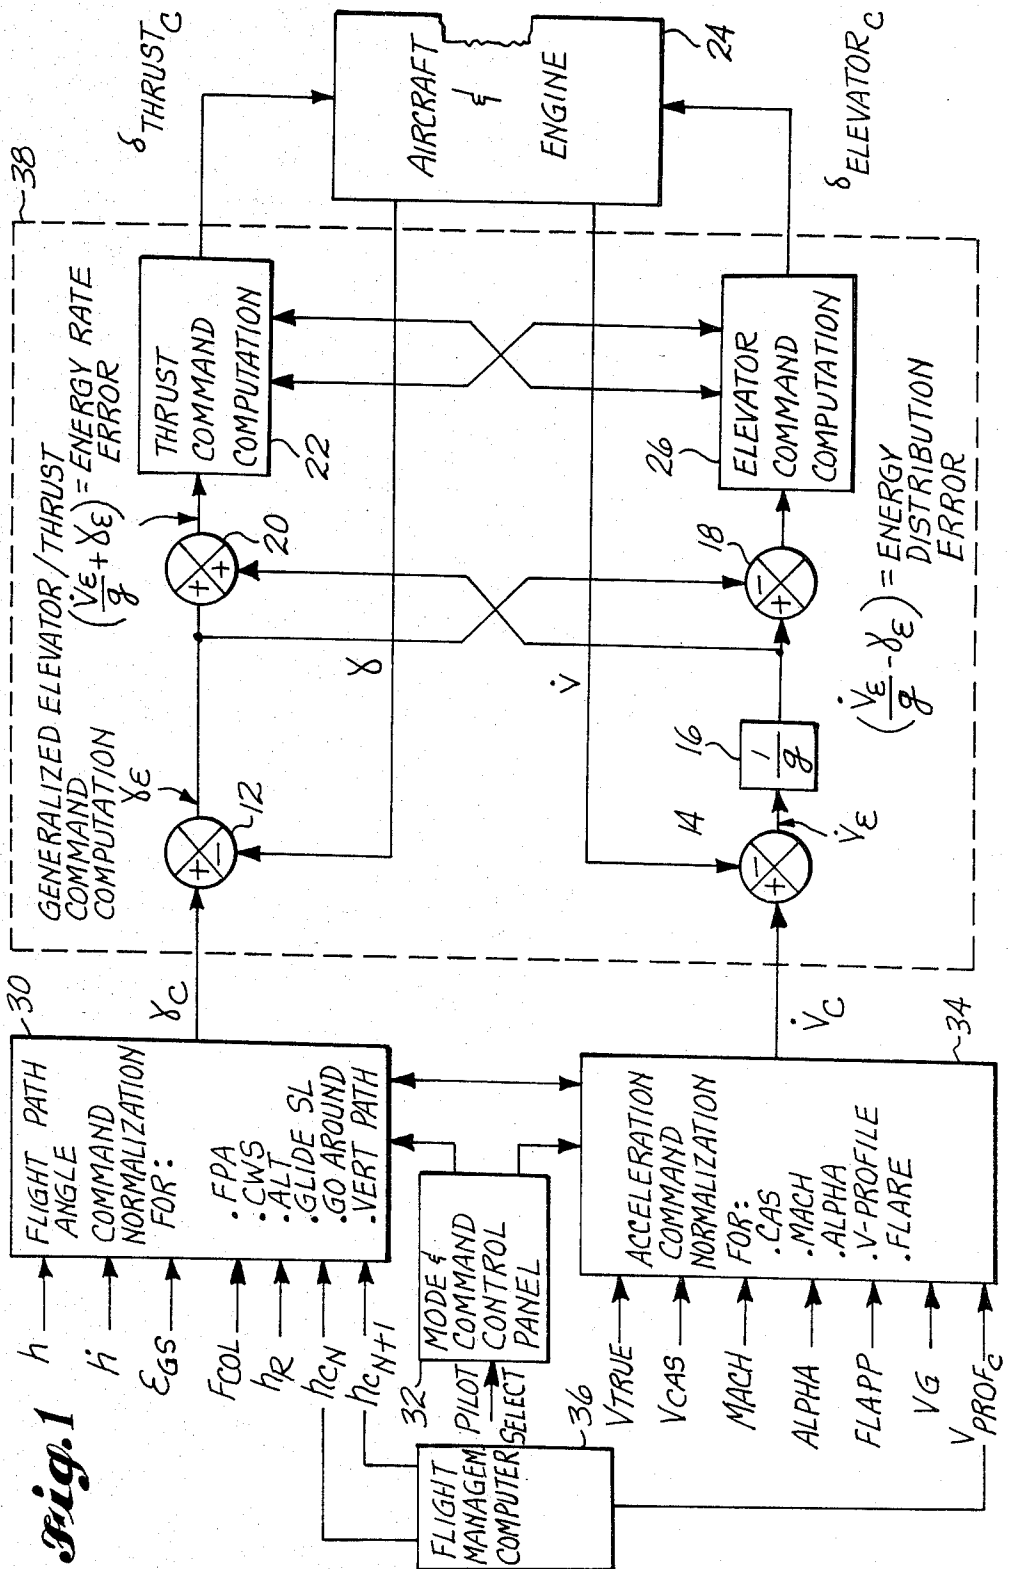 Fig.1
h
ḣ
εGS
FCOL
hR
hCN
hCN+1
30
FLIGHT PATH
ANGLE
COMMAND
NORMALIZATION
FOR:
.FPA
.CWS
.ALT
.GLIDE SL
.GO AROUND
.VERT PATH
γC
32
MODE &
COMMAND
CONTROL
PANEL
PILOT
SELECT
36
FLIGHT
MANAGEM.
COMPUTER
VTRUE
VCAS
MACH
ALPHA
FLAPP
VG
VPROFC
34
ACCELERATION
COMMAND
NORMALIZATION
FOR:
.CAS
.MACH
.ALPHA
.V-PROFILE
.FLARE
V̇C
38
GENERALIZED ELEVATOR/THRUST
COMMAND
COMPUTATION
γε
+
−
12
(V̇ε/g + γε) = ENERGY RATE
ERROR
+
+
20
THRUST
COMMAND
COMPUTATION
22
γ
V̇
+
−
14
V̇ε
16
1/g
+
−
18
(V̇ε/g - γε) = ENERGY
DISTRIBUTION
ERROR
26
ELEVATOR
COMMAND
COMPUTATION
δTHRUSTC
AIRCRAFT
&
ENGINE
24
δELEVATORC